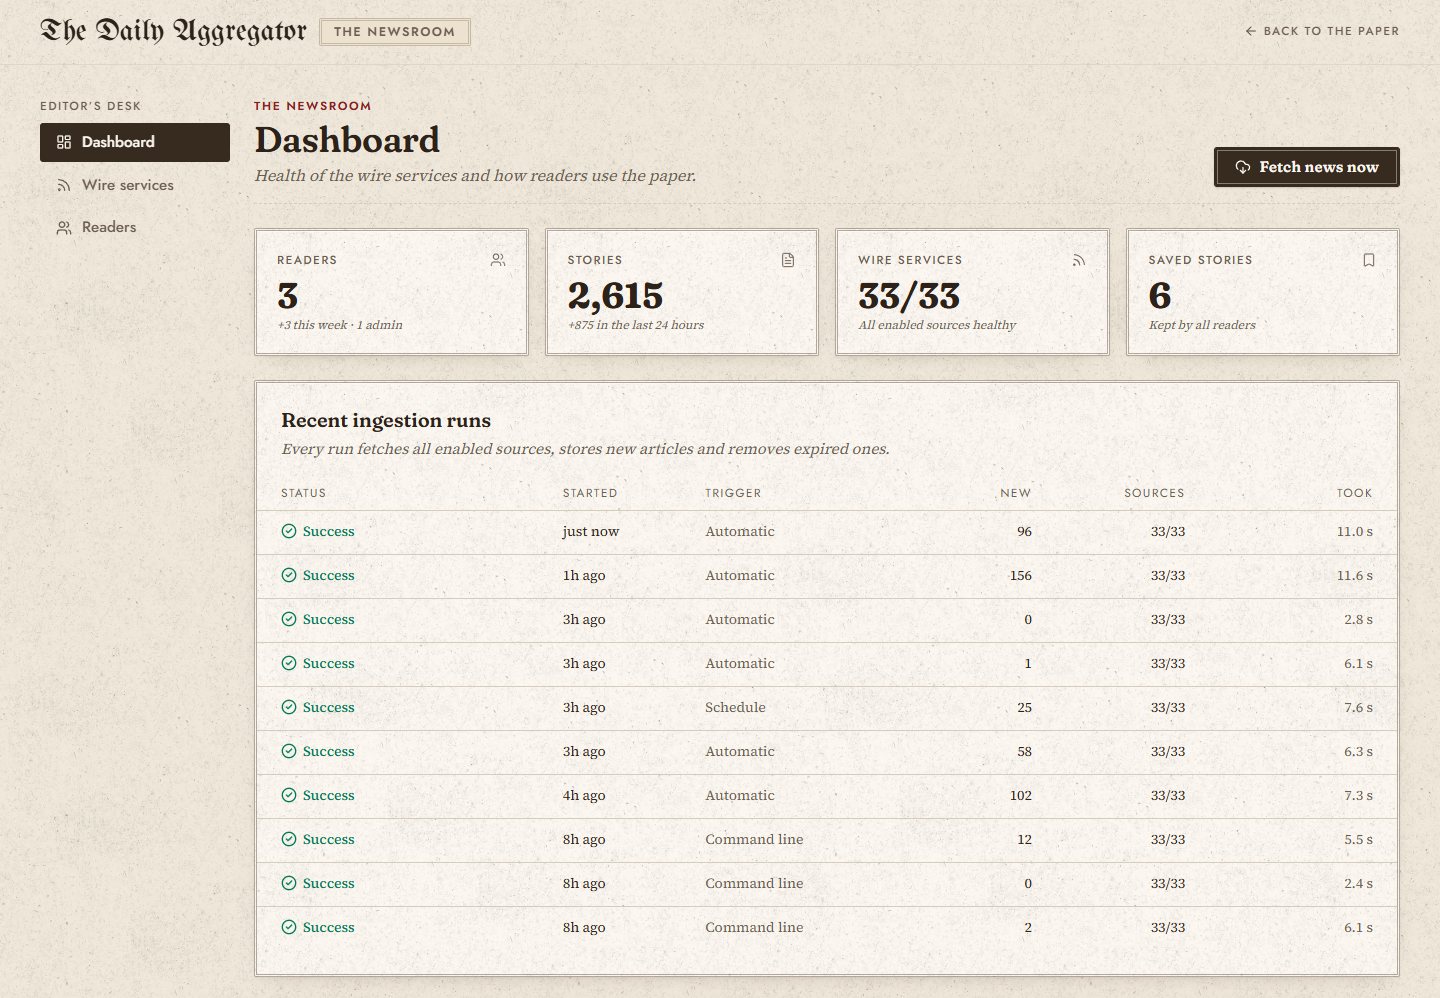 The Daily Aggregator THE NEWSROOM ← BACK TO THE PAPER
EDITOR'S DESK
Dashboard
Wire services
Readers
THE NEWSROOM
Dashboard
Health of the wire services and how readers use the paper.
Fetch news now
READERS
3
+3 this week · 1 admin
STORIES
2,615
+875 in the last 24 hours
WIRE SERVICES
33/33
All enabled sources healthy
SAVED STORIES
6
Kept by all readers
Recent ingestion runs
Every run fetches all enabled sources, stores new articles and removes expired ones.
STATUS STARTED TRIGGER NEW SOURCES TOOK
Success just now Automatic 96 33/33 11.0 s
Success 1h ago Automatic 156 33/33 11.6 s
Success 3h ago Automatic 0 33/33 2.8 s
Success 3h ago Automatic 1 33/33 6.1 s
Success 3h ago Schedule 25 33/33 7.6 s
Success 3h ago Automatic 58 33/33 6.3 s
Success 4h ago Automatic 102 33/33 7.3 s
Success 8h ago Command line 12 33/33 5.5 s
Success 8h ago Command line 0 33/33 2.4 s
Success 8h ago Command line 2 33/33 6.1 s